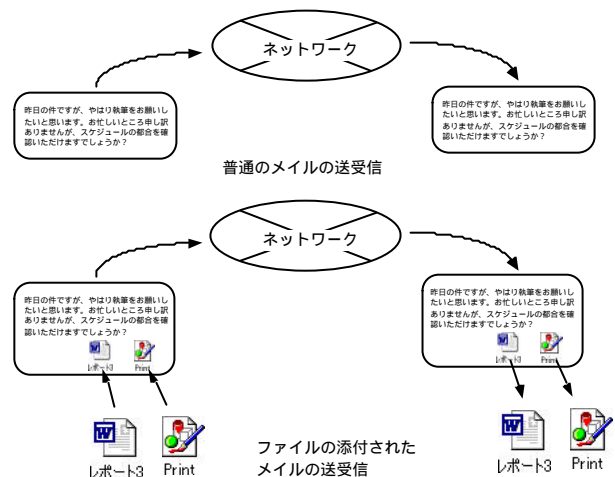 ネットワーク
昨日の件ですが、やはり執筆をお願いし
たいと思います。お忙しいところ申し訳
ありませんが、スケジュールの都合を確
認いただけますでしょうか？
昨日の件ですが、やはり執筆をお願いし
たいと思います。お忙しいところ申し訳
ありませんが、スケジュールの都合を確
認いただけますでしょうか？
普通のメイルの送受信
ネットワーク
昨日の件ですが、やはり執筆をお願いし
たいと思います。お忙しいところ申し訳
ありませんが、スケジュールの都合を確
認いただけますでしょうか？
レポート3 Print
昨日の件ですが、やはり執筆をお願いし
たいと思います。お忙しいところ申し訳
ありませんが、スケジュールの都合を確
認いただけますでしょうか？
レポート3 Print
W
レポート3 Print
ファイルの添付された
メイルの送受信
W
レポート3 Print